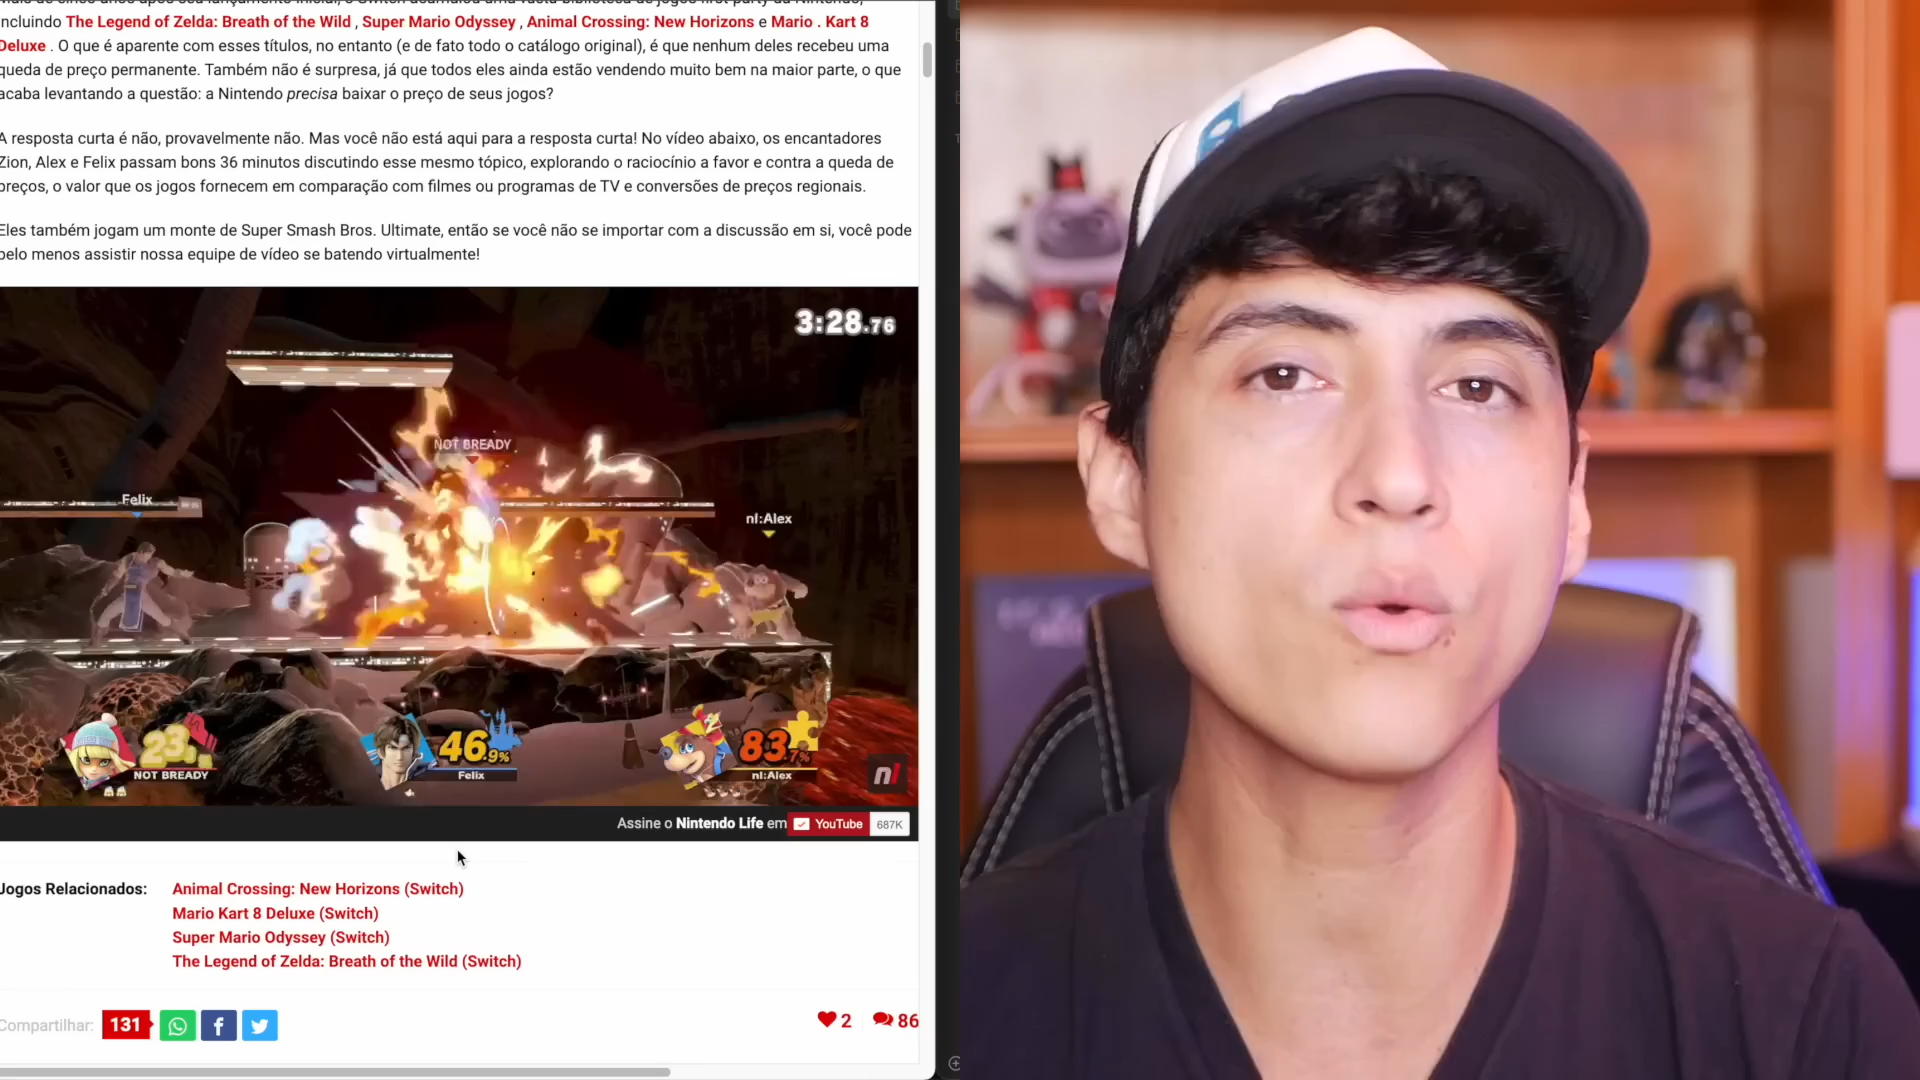 incluindo The Legend of Zelda: Breath of the Wild , Super Mario Odyssey , Animal Crossing: New Horizons e Mario . Kart 8
Deluxe . O que é aparente com esses títulos, no entanto (e de fato todo o catálogo original), é que nenhum deles recebeu uma
queda de preço permanente. Também não é surpresa, já que todos eles ainda estão vendendo muito bem na maior parte, o que
acaba levantando a questão: a Nintendo precisa baixar o preço de seus jogos?
A resposta curta é não, provavelmente não. Mas você não está aqui para a resposta curta! No vídeo abaixo, os encantadores
Zion, Alex e Felix passam bons 36 minutos discutindo esse mesmo tópico, explorando o raciocínio a favor e contra a queda de
preços, o valor que os jogos fornecem em comparação com filmes ou programas de TV e conversões de preços regionais.
Eles também jogam um monte de Super Smash Bros. Ultimate, então se você não se importar com a discussão em si, você pode
pelo menos assistir nossa equipe de vídeo se batendo virtualmente!
3:28.76
NOT BREADY
Felix
nl:Alex
23.
NOT BREADY
46.9%
Felix
83.7%
nl:Alex
nl
Assine o Nintendo Life em YouTube 687K
Jogos Relacionados:
Animal Crossing: New Horizons (Switch)
Mario Kart 8 Deluxe (Switch)
Super Mario Odyssey (Switch)
The Legend of Zelda: Breath of the Wild (Switch)
Compartilhar: 131
2
86